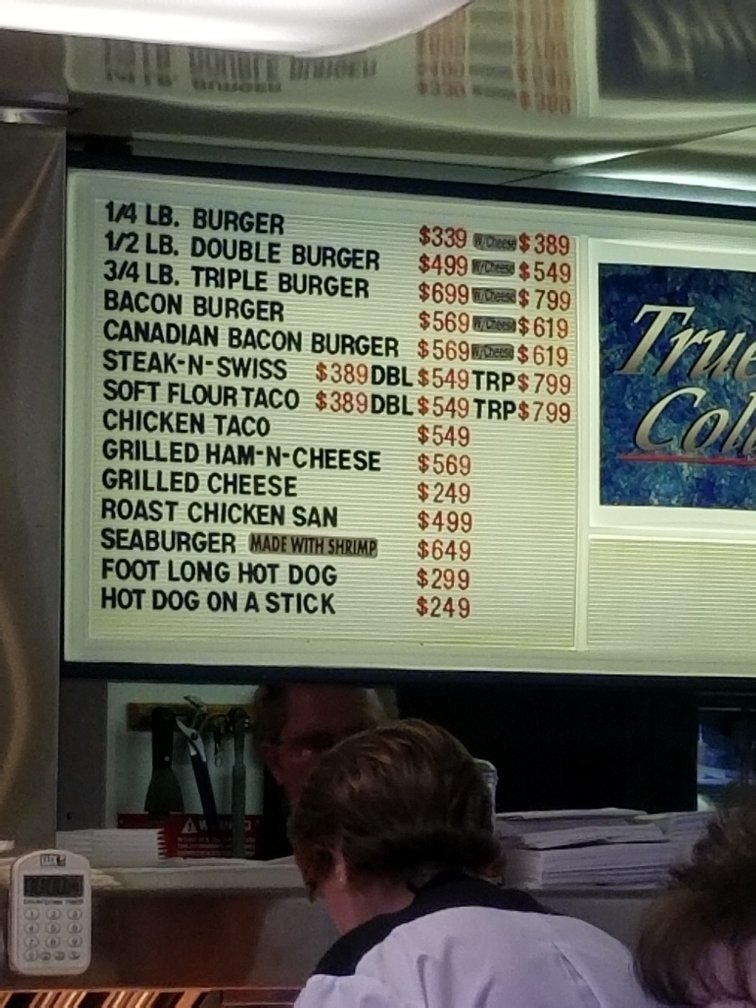 1/4 LB. BURGER $339 W/Cheese $389
1/2 LB. DOUBLE BURGER $499 W/Cheese $549
3/4 LB. TRIPLE BURGER $699 W/Cheese $799
BACON BURGER $569 W/Cheese $619
CANADIAN BACON BURGER $569 W/Cheese $619
STEAK-N-SWISS $389 DBL $549 TRP $799
SOFT FLOUR TACO $389 DBL $549 TRP $799
CHICKEN TACO $549
GRILLED HAM-N-CHEESE $569
GRILLED CHEESE $249
ROAST CHICKEN SAN $499
SEABURGER MADE WITH SHRIMP $649
FOOT LONG HOT DOG $299
HOT DOG ON A STICK $249
True